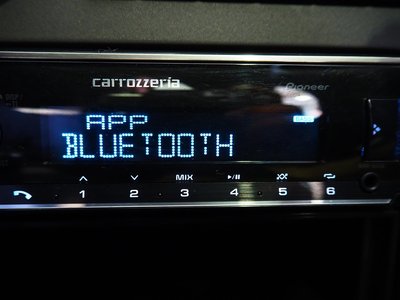 carrozzeria Pioneer
APP
BLUETOOTH
MIX
1 2 3 4 5 6